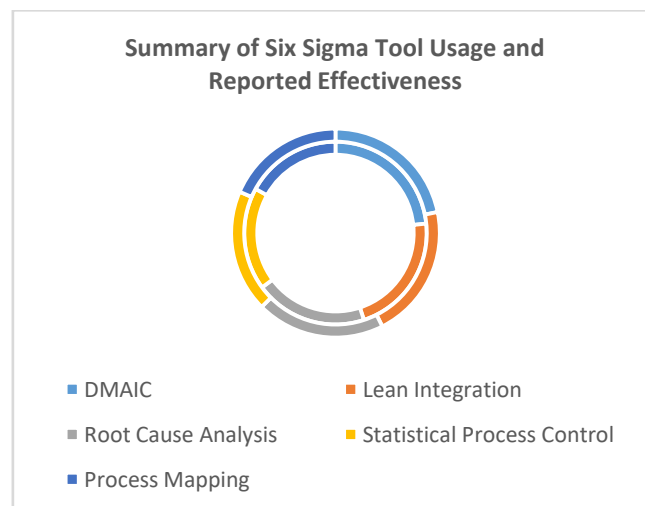 Summary of Six Sigma Tool Usage and
Reported Effectiveness
DMAIC
Lean Integration
Root Cause Analysis
Statistical Process Control
Process Mapping